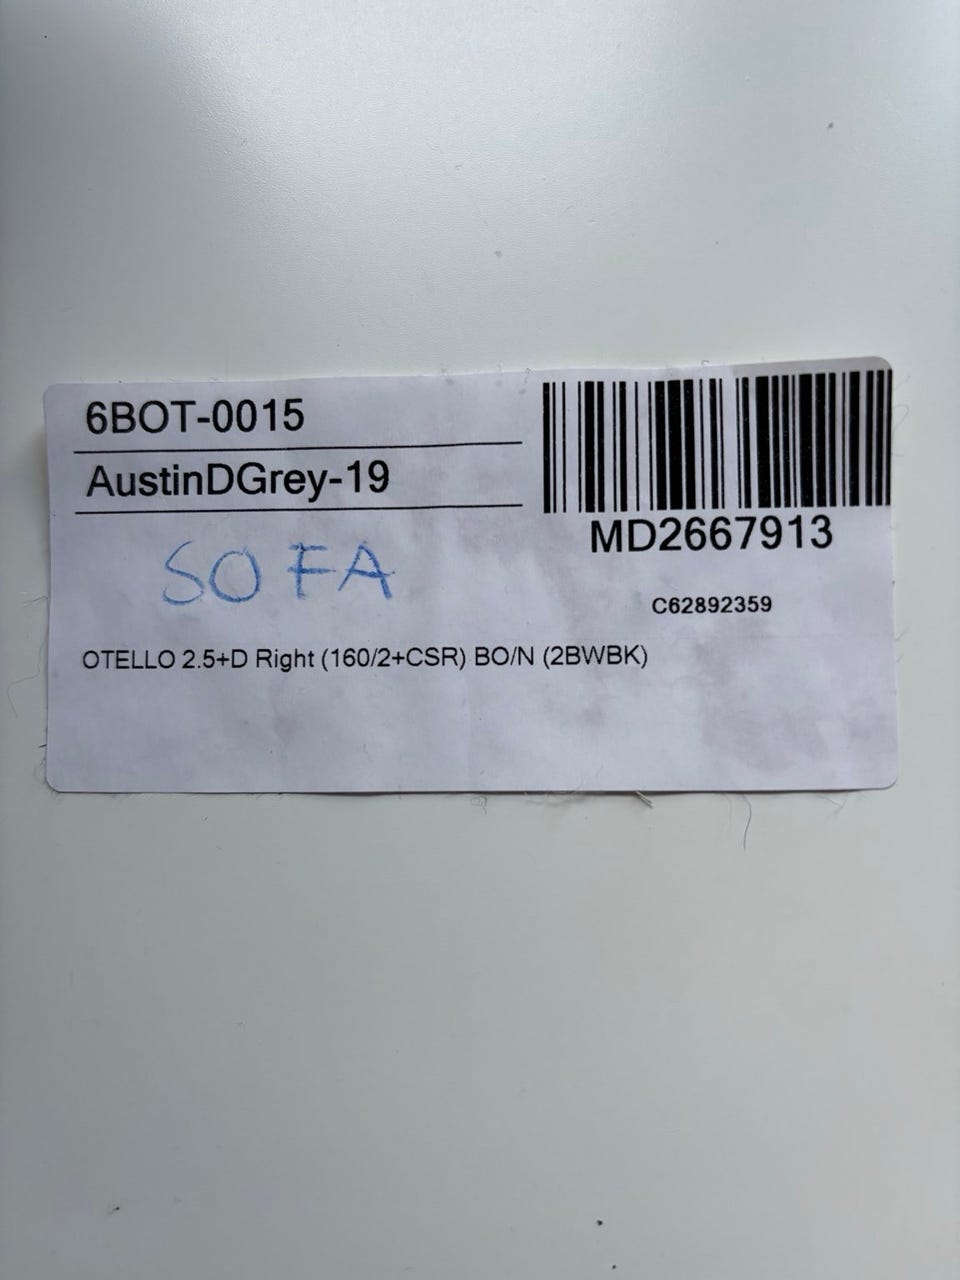 6BOT-0015
AustinDGrey-19
MD2667913
SOFA
C62892359
OTELLO 2.5+D Right (160/2+CSR) BO/N (2BWBK)